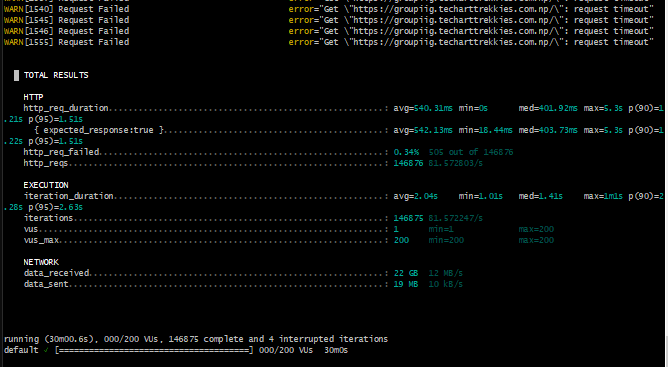 WARN[1540] Request Failed error="Get \"https://groupiig.techarttrekkies.com.np/\": request timeout"
WARN[1541] Request Failed error="Get \"https://groupiig.techarttrekkies.com.np/\": request timeout"
WARN[1546] Request Failed error="Get \"https://groupiig.techarttrekkies.com.np/\": request timeout"
WARN[1555] Request Failed error="Get \"https://groupiig.techarttrekkies.com.np/\": request timeout"
TOTAL RESULTS
HTTP
http_req_duration.......................................................: avg=540.31ms min=0s med=401.92ms max=5.3s p(90)=1
.21s p(95)=1.51s
{ expected_response:true }............................................: avg=542.13ms min=18.44ms med=403.73ms max=5.3s p(90)=1
.22s p(95)=1.51s
http_req_failed.........................................................: 0.34% 505 out of 146876
http_reqs...............................................................: 146876 81.572803/s
EXECUTION
iteration_duration......................................................: avg=2.04s min=1.01s med=1.41s max=1m1s p(90)=2
.28s p(95)=2.63s
iterations..............................................................: 146875 81.572247/s
vus.....................................................................: 1 min=1 max=200
vus_max.................................................................: 200 min=200 max=200
NETWORK
data_received...........................................................: 22 GB 12 MB/s
data_sent...............................................................: 19 MB 10 kB/s
running (30m00.6s), 000/200 VUs, 146875 complete and 4 interrupted iterations
default ✓ [======================================] 000/200 VUs 30m0s